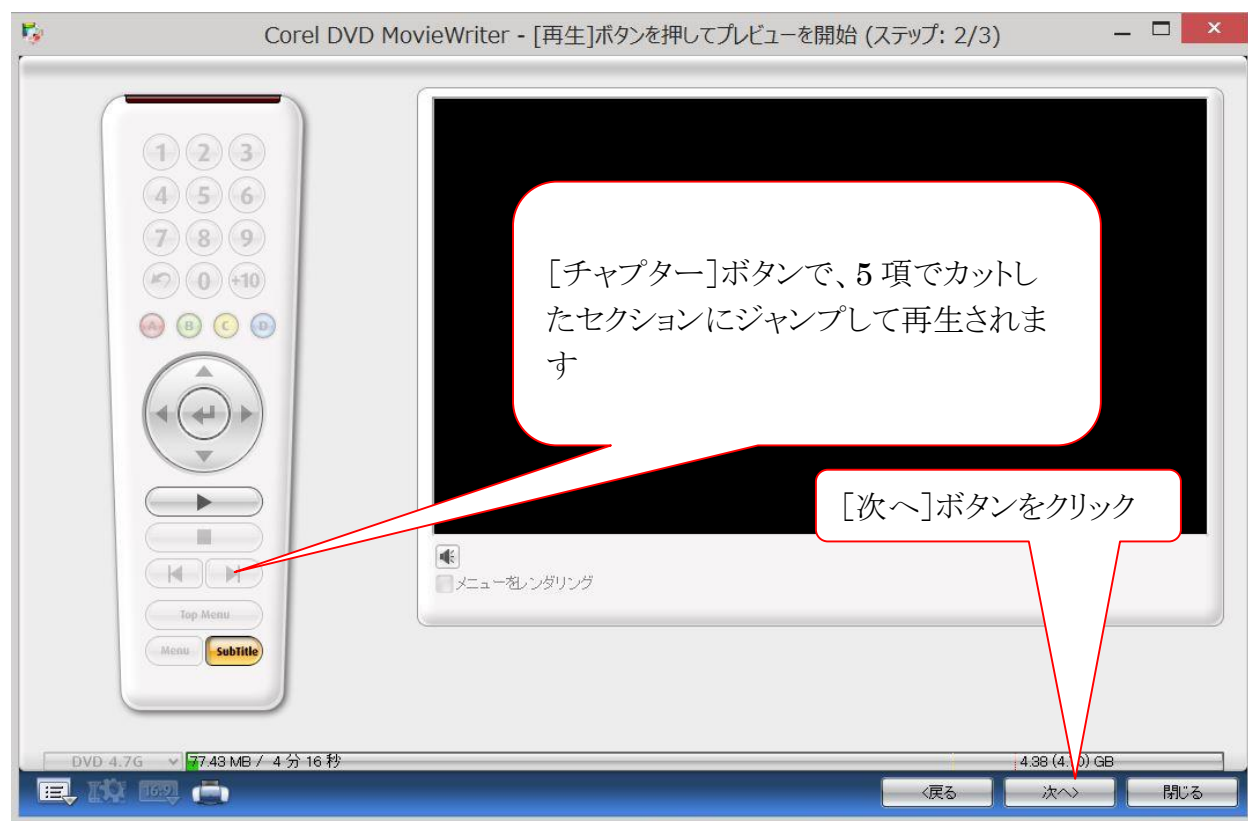 Corel DVD MovieWriter - [再生]ボタンを押してプレビューを開始 (ステップ: 2/3)
1 2 3
4 5 6
7 8 9
0 +10
A B C D
[チャプター]ボタンで、5 項でカットし
たセクションにジャンプして再生されま
す
[次へ]ボタンをクリック
メニューをレンダリング
Top Menu
Menu SubTitle
DVD 4.7G 77.43 MB / 4 分 16 秒 4.38 GB
16:9
<戻る 次へ> 閉じる